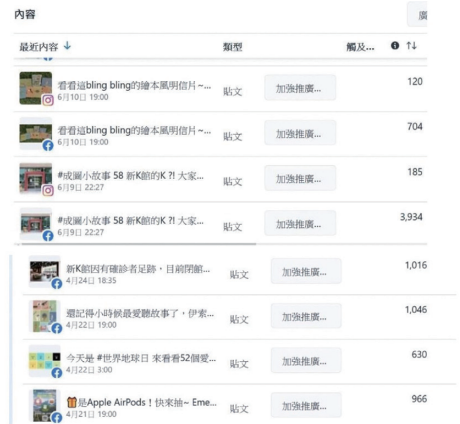 內容
廣
最近內容 ↓ 類型 觸及... ↑↓
看看這bling bling的繪本風明信片~...
6月10日 19:00
貼文 加強推廣... 120
看看這bling bling的繪本風明信片~...
6月10日 19:00
貼文 加強推廣... 704
#成圖小故事 58 新K館的K ?! 大家...
6月9日 22:27
貼文 加強推廣... 185
#成圖小故事 58 新K館的K ?! 大家...
6月9日 22:27
貼文 加強推廣... 3,934
新K館因有確診者足跡，目前閉館...
4月24日 18:35
貼文 加強推廣... 1,016
還記得小時候最愛聽故事了，伊索...
4月22日 19:00
貼文 加強推廣... 1,046
今天是 #世界地球日 來看看52個愛...
4月22日 3:00
貼文 加強推廣... 630
🎁是Apple AirPods！快來抽~ Eme...
4月21日 19:00
貼文 加強推廣... 966